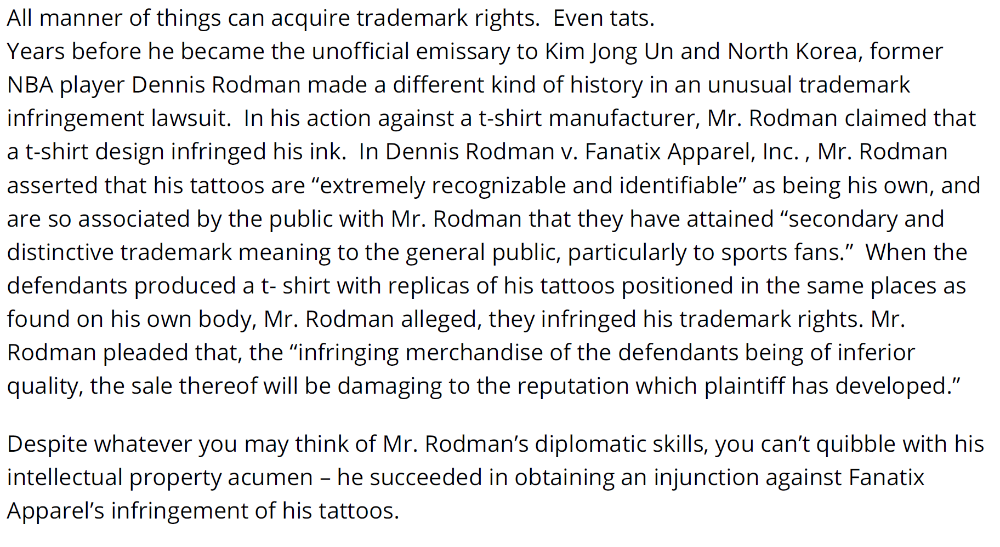 All manner of things can acquire trademark rights.  Even tats.
Years before he became the unofficial emissary to Kim Jong Un and North Korea, former
NBA player Dennis Rodman made a different kind of history in an unusual trademark
infringement lawsuit.  In his action against a t-shirt manufacturer, Mr. Rodman claimed that
a t-shirt design infringed his ink.  In Dennis Rodman v. Fanatix Apparel, Inc. , Mr. Rodman
asserted that his tattoos are “extremely recognizable and identifiable” as being his own, and
are so associated by the public with Mr. Rodman that they have attained “secondary and
distinctive trademark meaning to the general public, particularly to sports fans.”  When the
defendants produced a t- shirt with replicas of his tattoos positioned in the same places as
found on his own body, Mr. Rodman alleged, they infringed his trademark rights. Mr.
Rodman pleaded that, the “infringing merchandise of the defendants being of inferior
quality, the sale thereof will be damaging to the reputation which plaintiff has developed.”
Despite whatever you may think of Mr. Rodman’s diplomatic skills, you can’t quibble with his
intellectual property acumen – he succeeded in obtaining an injunction against Fanatix
Apparel’s infringement of his tattoos.